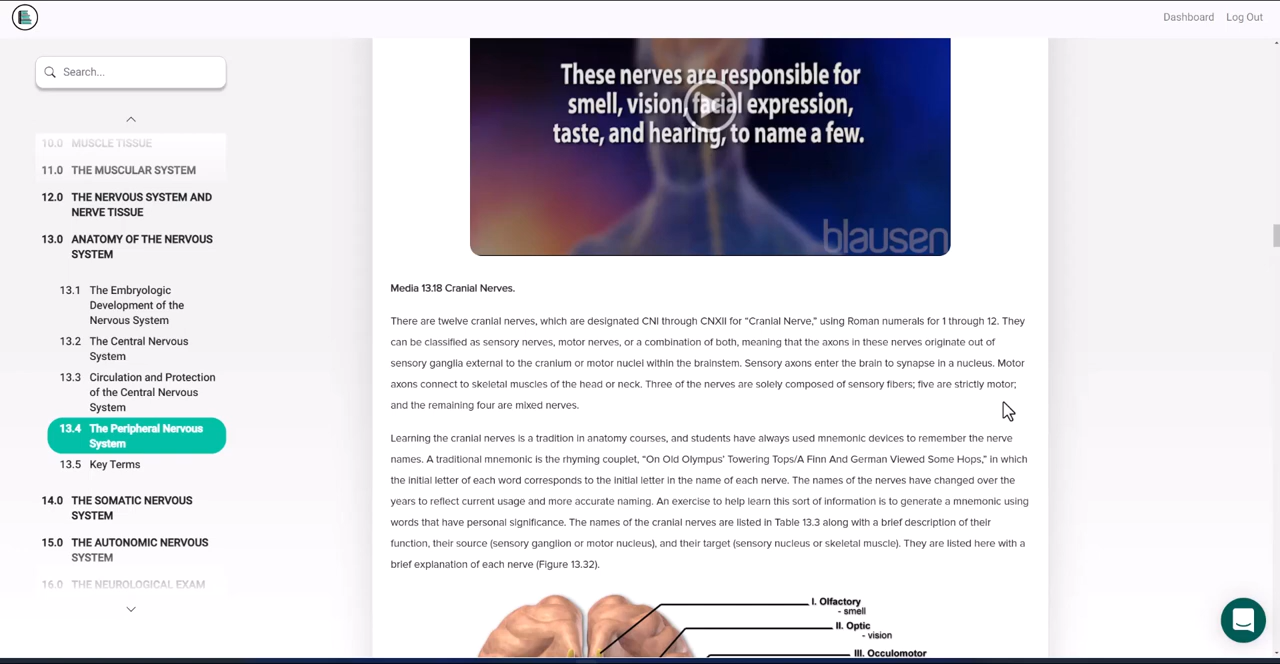 Dashboard Log Out
Search...
10.0 MUSCLE TISSUE
11.0 THE MUSCULAR SYSTEM
12.0 THE NERVOUS SYSTEM AND
NERVE TISSUE
13.0 ANATOMY OF THE NERVOUS
SYSTEM
13.1 The Embryologic
Development of the
Nervous System
13.2 The Central Nervous
System
13.3 Circulation and Protection
of the Central Nervous
System
13.4 The Peripheral Nervous
System
13.5 Key Terms
14.0 THE SOMATIC NERVOUS
SYSTEM
15.0 THE AUTONOMIC NERVOUS
SYSTEM
16.0 THE NEUROLOGICAL EXAM
These nerves are responsible for
smell, vision, facial expression,
taste, and hearing, to name a few.
blausen
Media 13.18 Cranial Nerves.
There are twelve cranial nerves, which are designated CNI through CNXII for “Cranial Nerve,” using Roman numerals for 1 through 12. They
can be classified as sensory nerves, motor nerves, or a combination of both, meaning that the axons in these nerves originate out of
sensory ganglia external to the cranium or motor nuclei within the brainstem. Sensory axons enter the brain to synapse in a nucleus. Motor
axons connect to skeletal muscles of the head or neck. Three of the nerves are solely composed of sensory fibers; five are strictly motor;
and the remaining four are mixed nerves.
Learning the cranial nerves is a tradition in anatomy courses, and students have always used mnemonic devices to remember the nerve
names. A traditional mnemonic is the rhyming couplet, “On Old Olympus’ Towering Tops/A Finn And German Viewed Some Hops,” in which
the initial letter of each word corresponds to the initial letter in the name of each nerve. The names of the nerves have changed over the
years to reflect current usage and more accurate naming. An exercise to help learn this sort of information is to generate a mnemonic using
words that have personal significance. The names of the cranial nerves are listed in Table 13.3 along with a brief description of their
function, their source (sensory ganglion or motor nucleus), and their target (sensory nucleus or skeletal muscle). They are listed here with a
brief explanation of each nerve (Figure 13.32).
I. Olfactory
- smell
II. Optic
- vision
III. Occulomotor